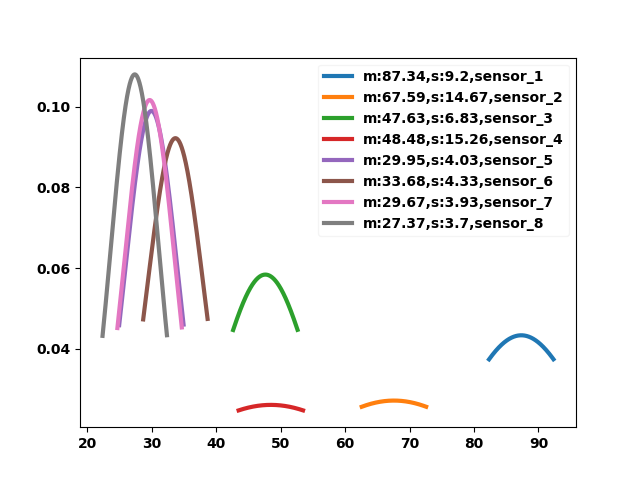 m:87.34,s:9.2,sensor_1
m:67.59,s:14.67,sensor_2
m:47.63,s:6.83,sensor_3
m:48.48,s:15.26,sensor_4
m:29.95,s:4.03,sensor_5
m:33.68,s:4.33,sensor_6
m:29.67,s:3.93,sensor_7
m:27.37,s:3.7,sensor_8
0.10
0.08
0.06
0.04
20 30 40 50 60 70 80 90